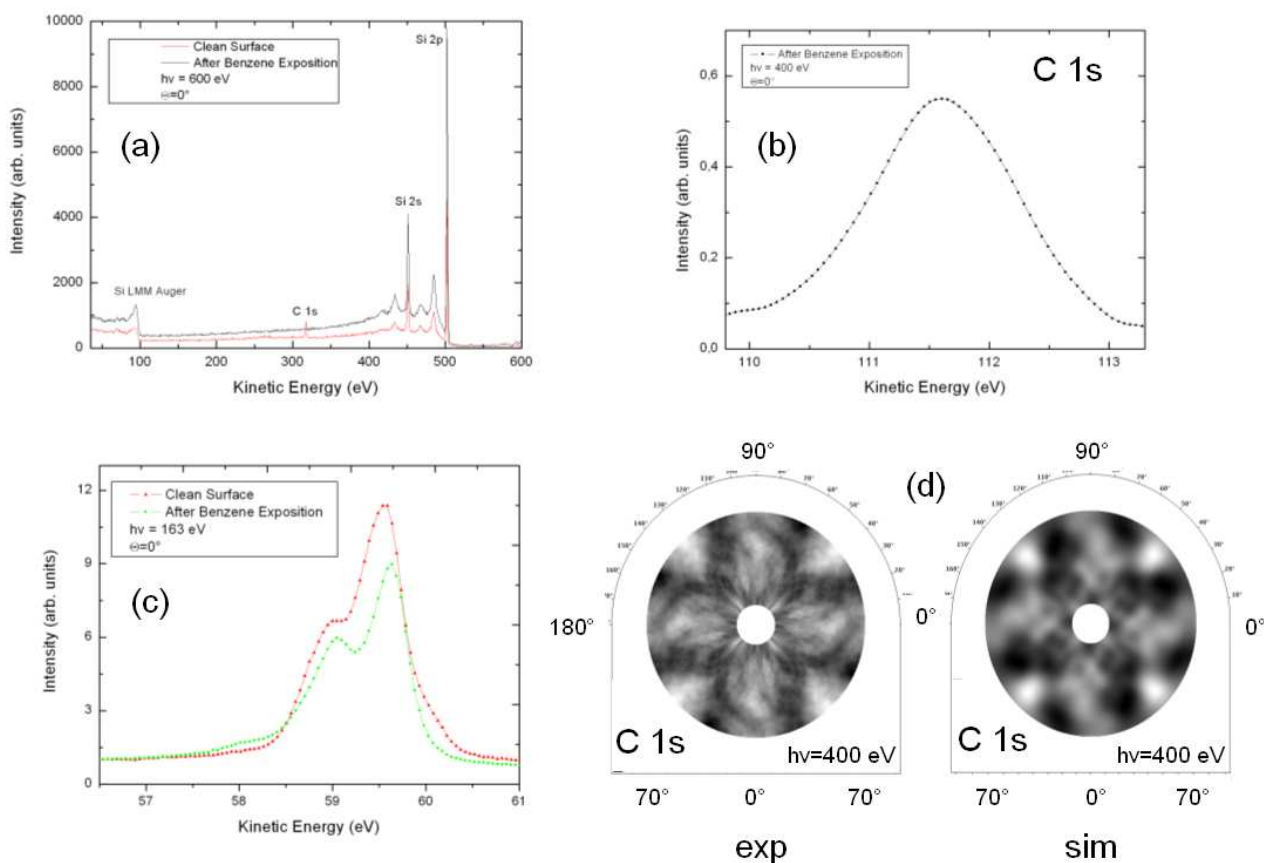 10000
8000
6000
4000
2000
0
Intensity (arb. units)
Clean Surface
After Benzene Exposition
hν = 600 eV
Θ=0°
(a)
Si 2p
Si 2s
Si LMM Auger
C 1s
100 200 300 400 500 600
Kinetic Energy (eV)
0,6
0,4
0,2
0,0
Intensity (arb. units)
After Benzene Exposition
hν = 400 eV
Θ=0°
C 1s
(b)
110 111 112 113
Kinetic Energy (eV)
12
9
6
3
0
Intensity (arb. units)
Clean Surface
After Benzene Exposition
hν = 163 eV
Θ=0°
(c)
57 58 59 60 61
Kinetic Energy (eV)
90°
180°
0°
C 1s
hν=400 eV
70° 0° 70°
exp
(d)
90°
0°
C 1s
hν=400 eV
70° 0° 70°
sim